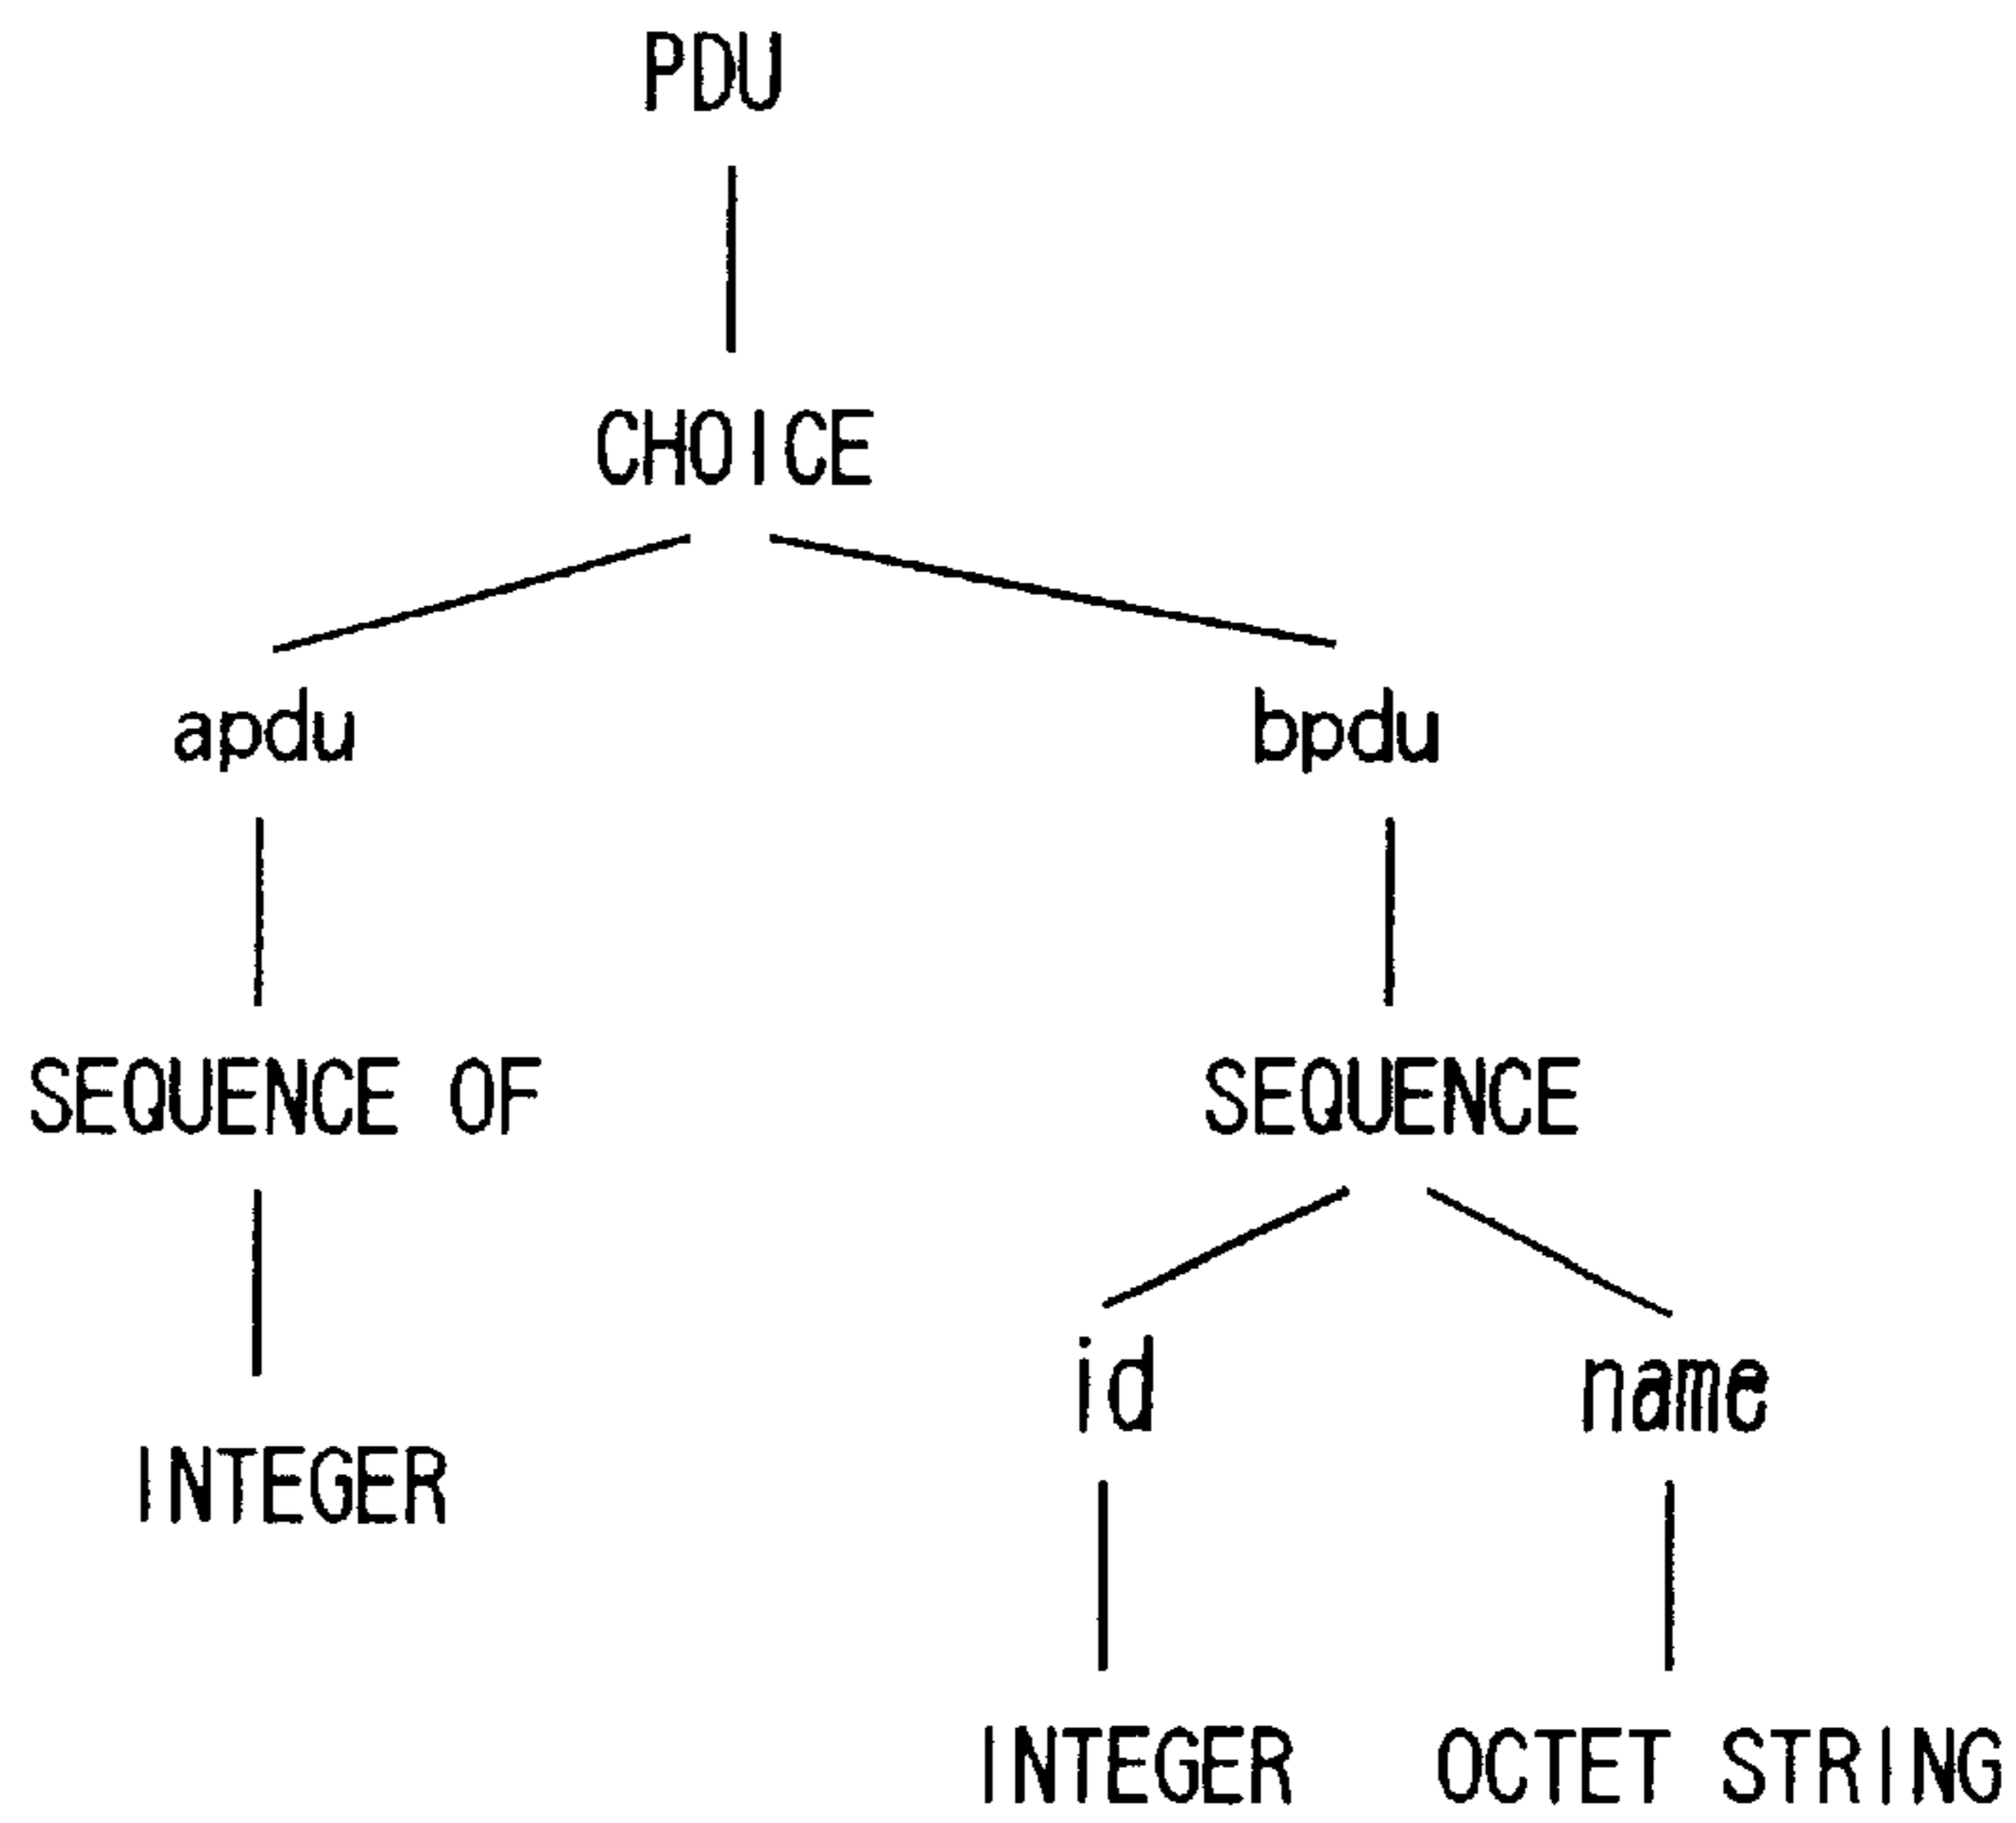 PDU
CHOICE
apdu
bpdu
SEQUENCE OF
SEQUENCE
id
name
INTEGER
INTEGER
OCTET STRING